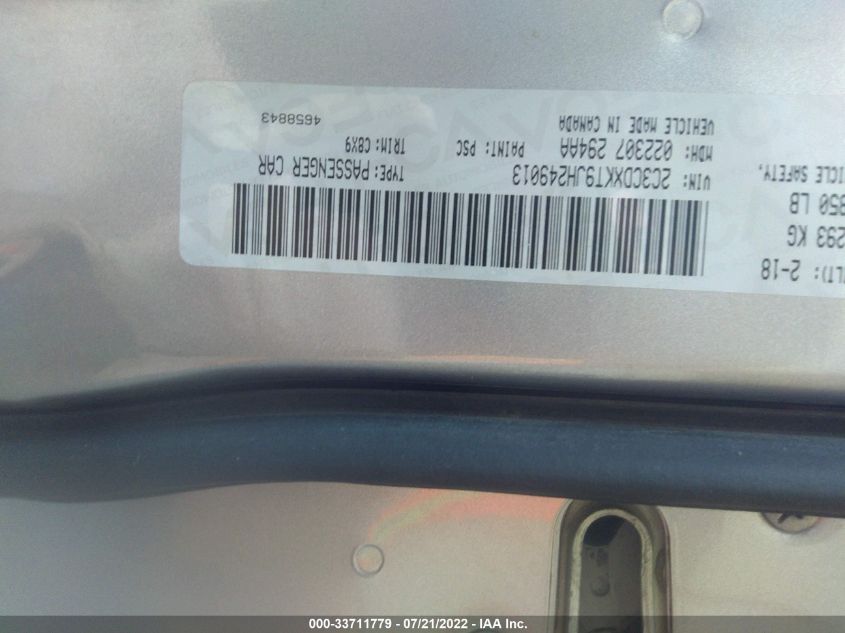 LT): 2-18
293 KG
850 LB
ICLE SAFETY.
VIN: 2C3CDXKT9JH249013 TYPE: PASSENGER CAR
MDH: 022307 294AA PAINT: PSC TRIM: C8X9
VEHICLE MADE IN CANADA 4658843
000-33711779 - 07/21/2022 - IAA Inc.